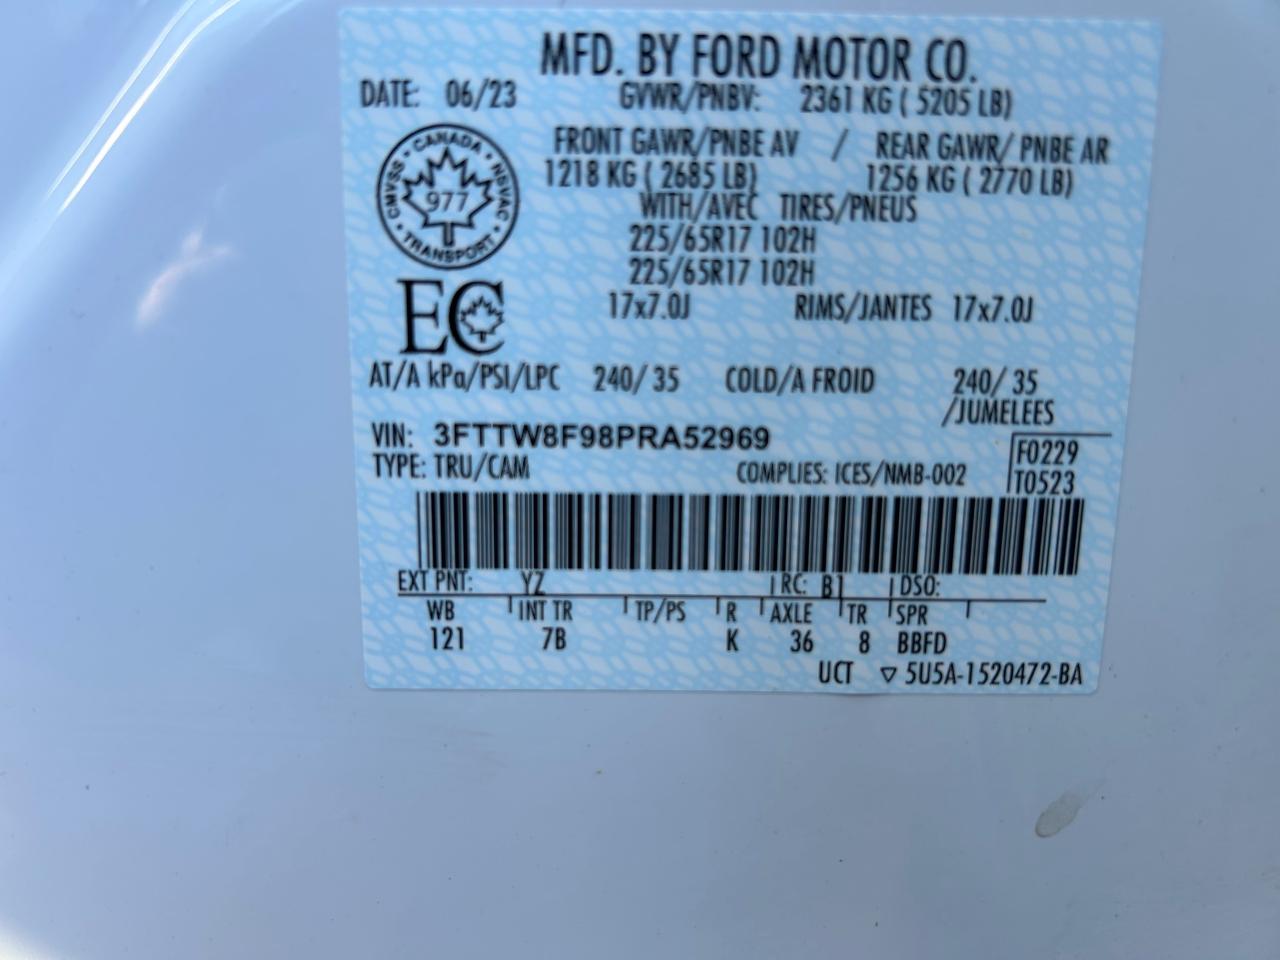 MFD. BY FORD MOTOR CO.
DATE: 06/23 GVWR/PNBV: 2361 KG ( 5205 LB)
FRONT GAWR/PNBE AV / REAR GAWR/ PNBE AR
1218 KG ( 2685 LB) 1256 KG ( 2770 LB)
WITH/AVEC TIRES/PNEUS
225/65R17 102H
225/65R17 102H
CANADA
CMVSS NSVAC
977
TRANSPORT
EC
17x7.0J RIMS/JANTES 17x7.0J
AT/A kPa/PSI/LPC 240/ 35 COLD/A FROID 240/ 35
/JUMELEES
VIN: 3FTTW8F98PRA52969
F0229
TYPE: TRU/CAM COMPLIES: ICES/NMB-002
T0523
EXT PNT: YZ RC: B1 DSO:
WB INT TR TP/PS R AXLE TR SPR
121 7B K 36 8 BBFD
UCT ▽ 5U5A-1520472-BA